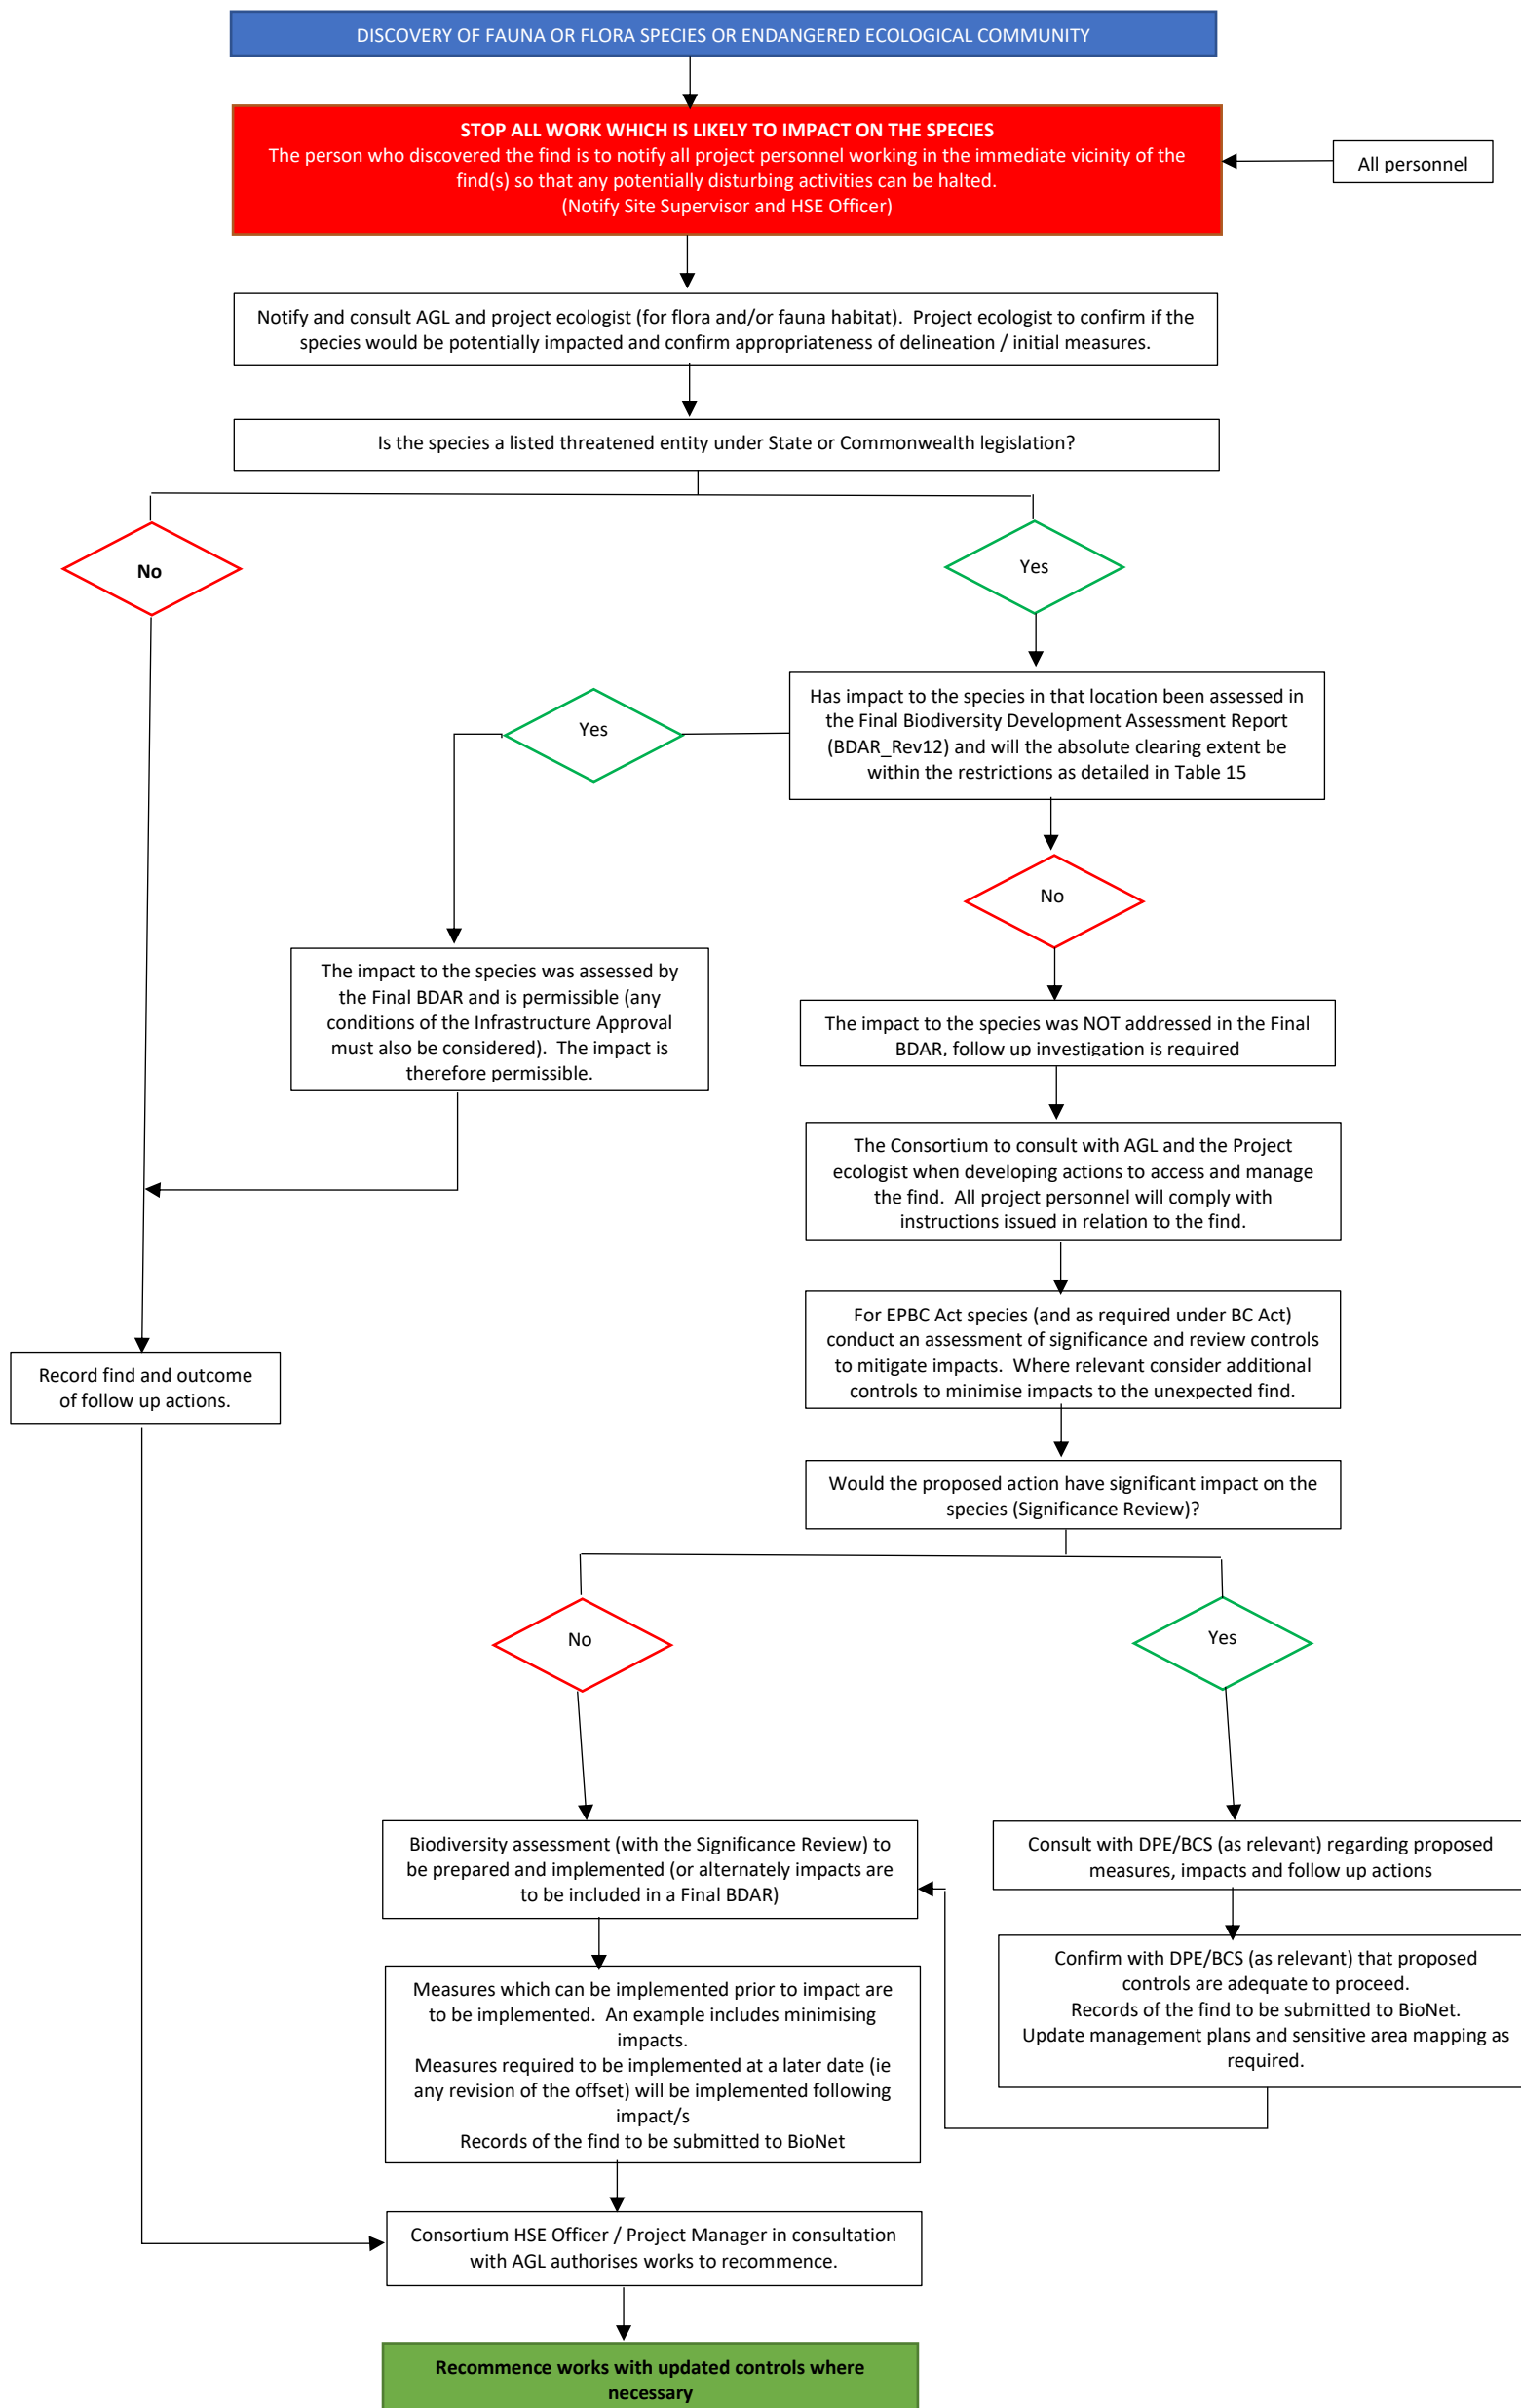 DISCOVERY OF FAUNA OR FLORA SPECIES OR ENDANGERED ECOLOGICAL COMMUNITY
STOP ALL WORK WHICH IS LIKELY TO IMPACT ON THE SPECIES
The person who discovered the find is to notify all project personnel working in the immediate vicinity of the
find(s) so that any potentially disturbing activities can be halted.
(Notify Site Supervisor and HSE Officer)
All personnel
Notify and consult AGL and project ecologist (for flora and/or fauna habitat).  Project ecologist to confirm if the
species would be potentially impacted and confirm appropriateness of delineation / initial measures.
Is the species a listed threatened entity under State or Commonwealth legislation?
No
Yes
Has impact to the species in that location been assessed in
the Final Biodiversity Development Assessment Report
(BDAR_Rev12) and will the absolute clearing extent be
within the restrictions as detailed in Table 15
Yes
No
The impact to the species was assessed by
the Final BDAR and is permissible (any
conditions of the Infrastructure Approval
must also be considered).  The impact is
therefore permissible.
The impact to the species was NOT addressed in the Final
BDAR, follow up investigation is required
The Consortium to consult with AGL and the Project
ecologist when developing actions to access and manage
the find.  All project personnel will comply with
instructions issued in relation to the find.
For EPBC Act species (and as required under BC Act)
conduct an assessment of significance and review controls
to mitigate impacts.  Where relevant consider additional
controls to minimise impacts to the unexpected find.
Record find and outcome
of follow up actions.
Would the proposed action have significant impact on the
species (Significance Review)?
No
Yes
Biodiversity assessment (with the Significance Review) to
be prepared and implemented (or alternately impacts are
to be included in a Final BDAR)
Consult with DPE/BCS (as relevant) regarding proposed
measures, impacts and follow up actions
Confirm with DPE/BCS (as relevant) that proposed
controls are adequate to proceed.
Records of the find to be submitted to BioNet.
Update management plans and sensitive area mapping as
required.
Measures which can be implemented prior to impact are
to be implemented.  An example includes minimising
impacts.
Measures required to be implemented at a later date (ie
any revision of the offset) will be implemented following
impact/s
Records of the find to be submitted to BioNet
Consortium HSE Officer / Project Manager in consultation
with AGL authorises works to recommence.
Recommence works with updated controls where
necessary